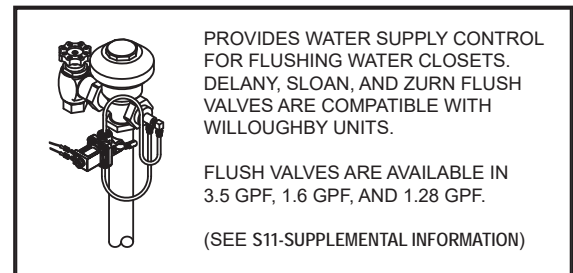 PROVIDES WATER SUPPLY CONTROL
FOR FLUSHING WATER CLOSETS.
DELANY, SLOAN, AND ZURN FLUSH
VALVES ARE COMPATIBLE WITH
WILLOUGHBY UNITS.
FLUSH VALVES ARE AVAILABLE IN
3.5 GPF, 1.6 GPF, AND 1.28 GPF.
(SEE S11-SUPPLEMENTAL INFORMATION)